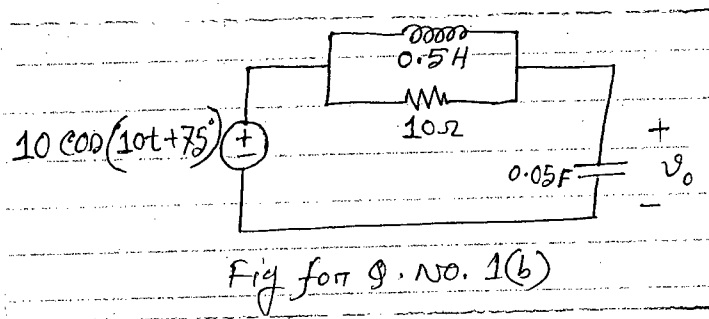 0.5H
10Ω
10 cos(10t+75°)
+
-
0.05F
+
v₀
-
Fig for Q. No. 1(b)